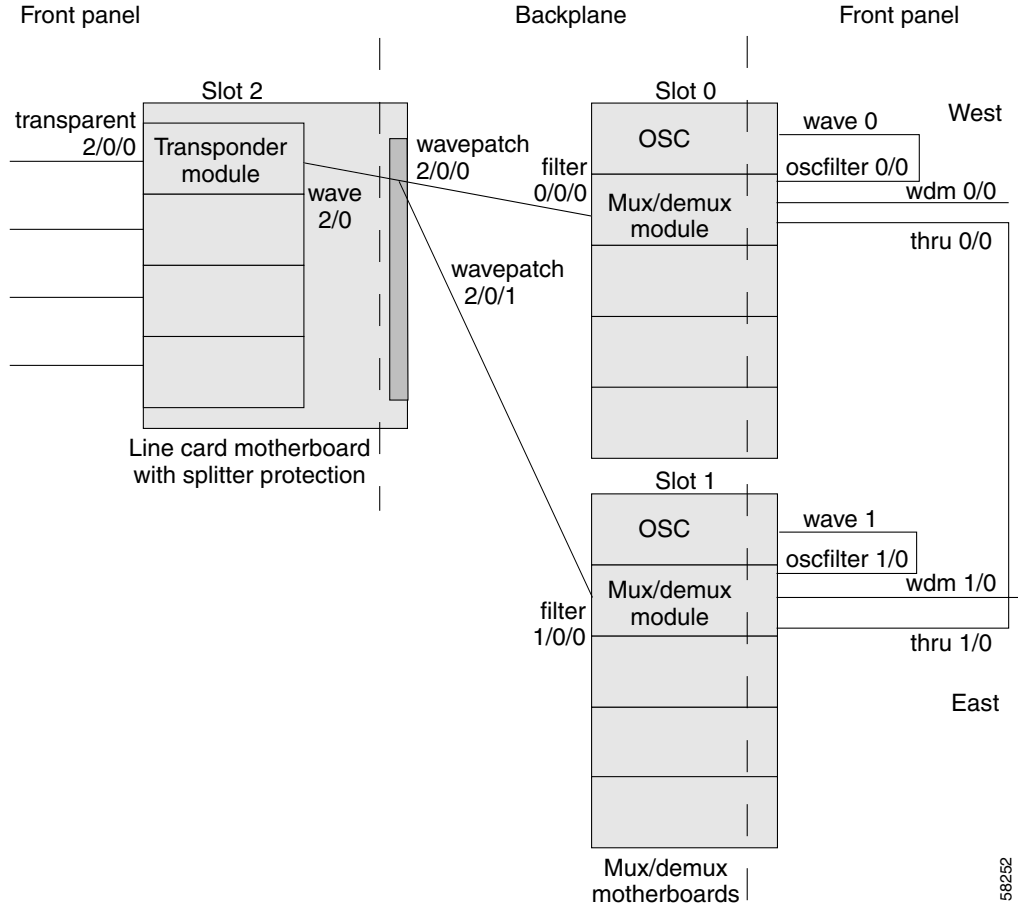 Front panel
Backplane
Front panel
Slot 2
Slot 0
West
transparent
2/0/0
Transponder
module
wave
2/0
wavepatch
2/0/0
filter
0/0/0
OSC
Mux/demux
module
wave 0
oscfilter 0/0
wdm 0/0
thru 0/0
wavepatch
2/0/1
Line card motherboard
with splitter protection
Slot 1
OSC
Mux/demux
module
wave 1
oscfilter 1/0
wdm 1/0
filter
1/0/0
thru 1/0
East
Mux/demux
motherboards
58252